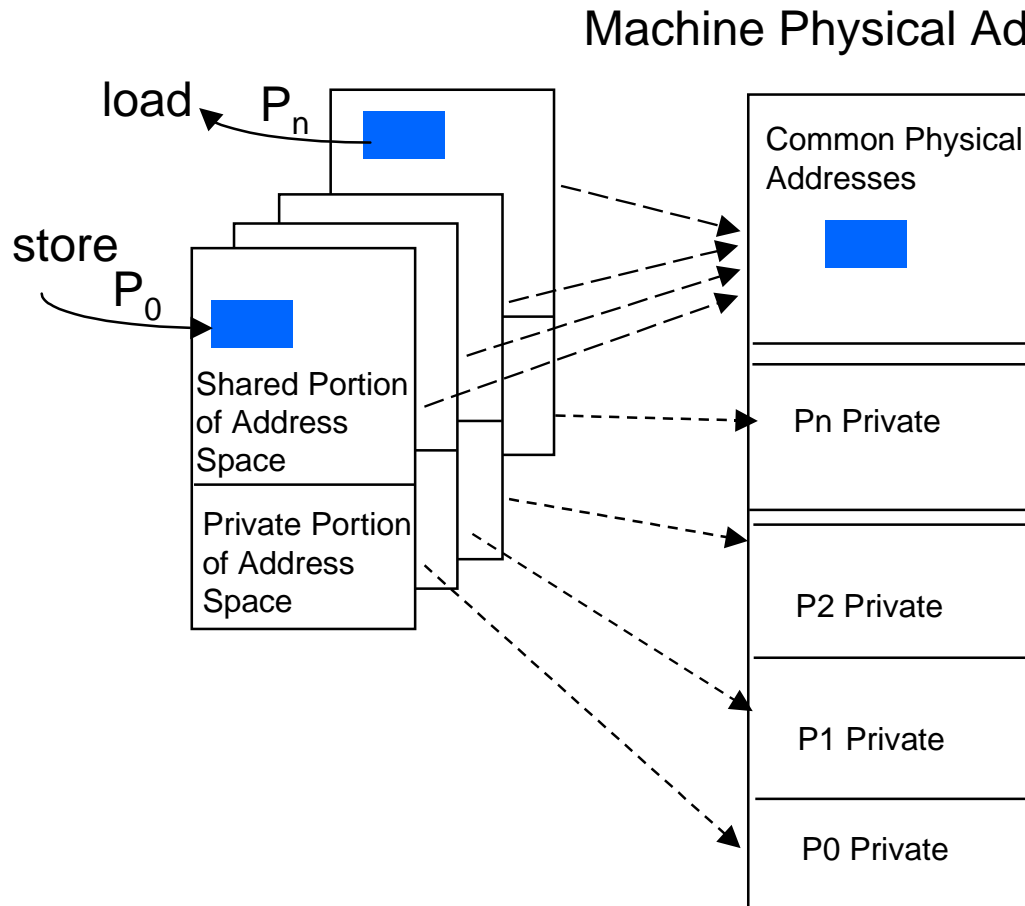 Machine Physical Ad
load
Pn
store
P0
Shared Portion
of Address
Space
Private Portion
of Address
Space
Common Physical
Addresses
Pn Private
P2 Private
P1 Private
P0 Private